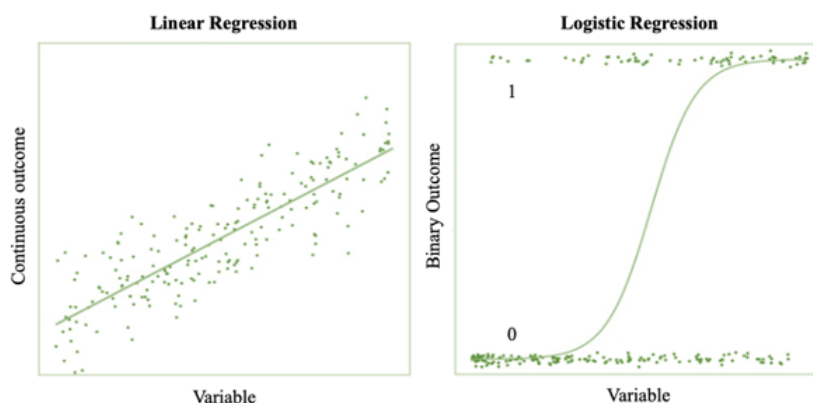 Linear Regression
Continuous outcome
Variable
Logistic Regression
Binary Outcome
1
0
Variable